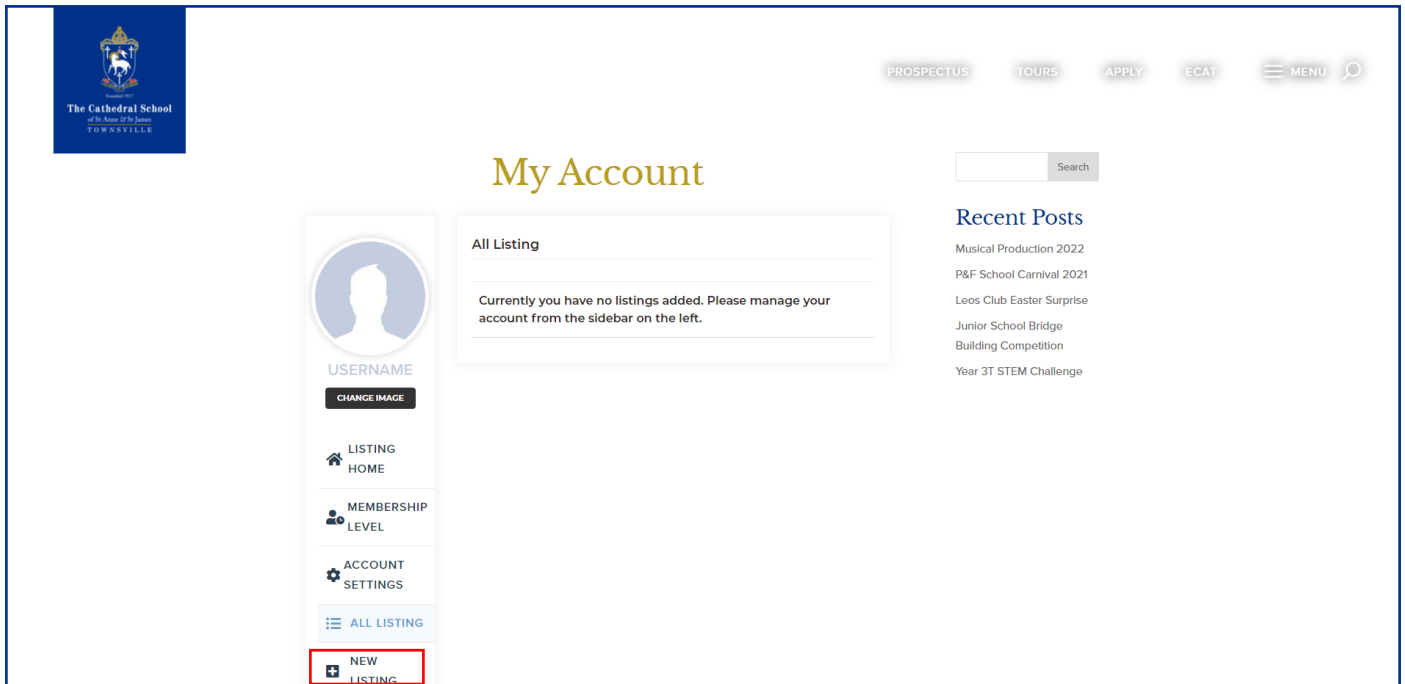 Founded 1917
The Cathedral School
of St Anne & St James
TOWNSVILLE
PROSPECTUS TOURS APPLY ECAT MENU
My Account
Search
USERNAME
CHANGE IMAGE
LISTING
HOME
MEMBERSHIP
LEVEL
ACCOUNT
SETTINGS
ALL LISTING
NEW
LISTING
All Listing
Currently you have no listings added. Please manage your
account from the sidebar on the left.
Recent Posts
Musical Production 2022
P&F School Carnival 2021
Leos Club Easter Surprise
Junior School Bridge
Building Competition
Year 3T STEM Challenge